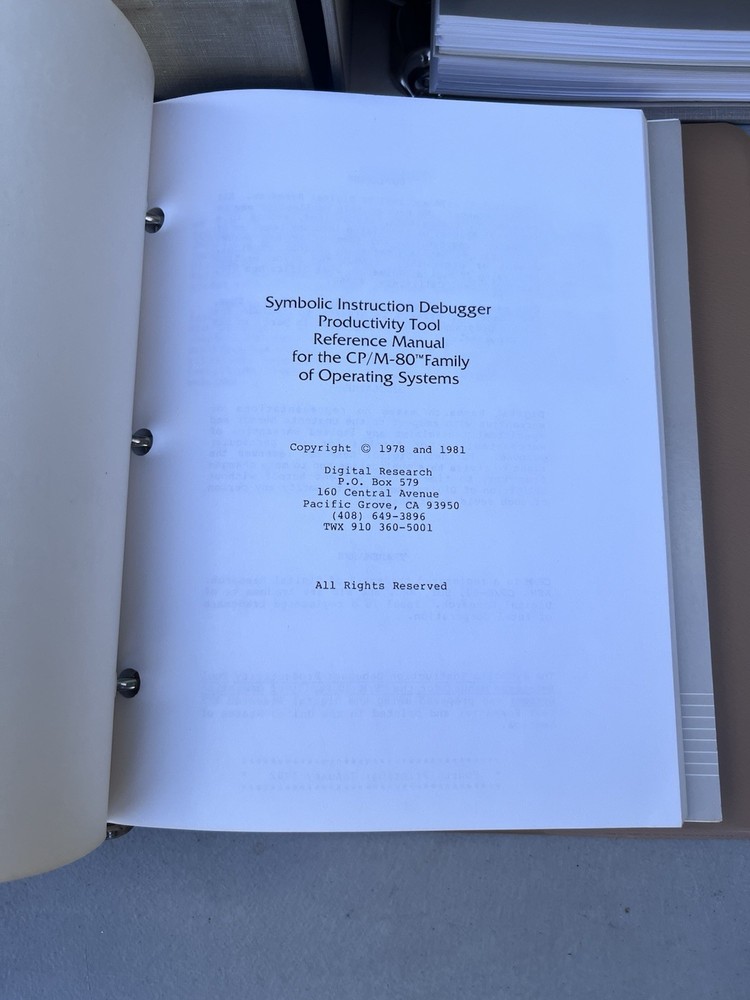 Symbolic Instruction Debugger
Productivity Tool
Reference Manual
for the CP/M-80™ Family
of Operating Systems
Copyright © 1978 and 1981
Digital Research
P.O. Box 579
160 Central Avenue
Pacific Grove, CA 93950
(408) 649-3896
TWX 910 360-5001
All Rights Reserved